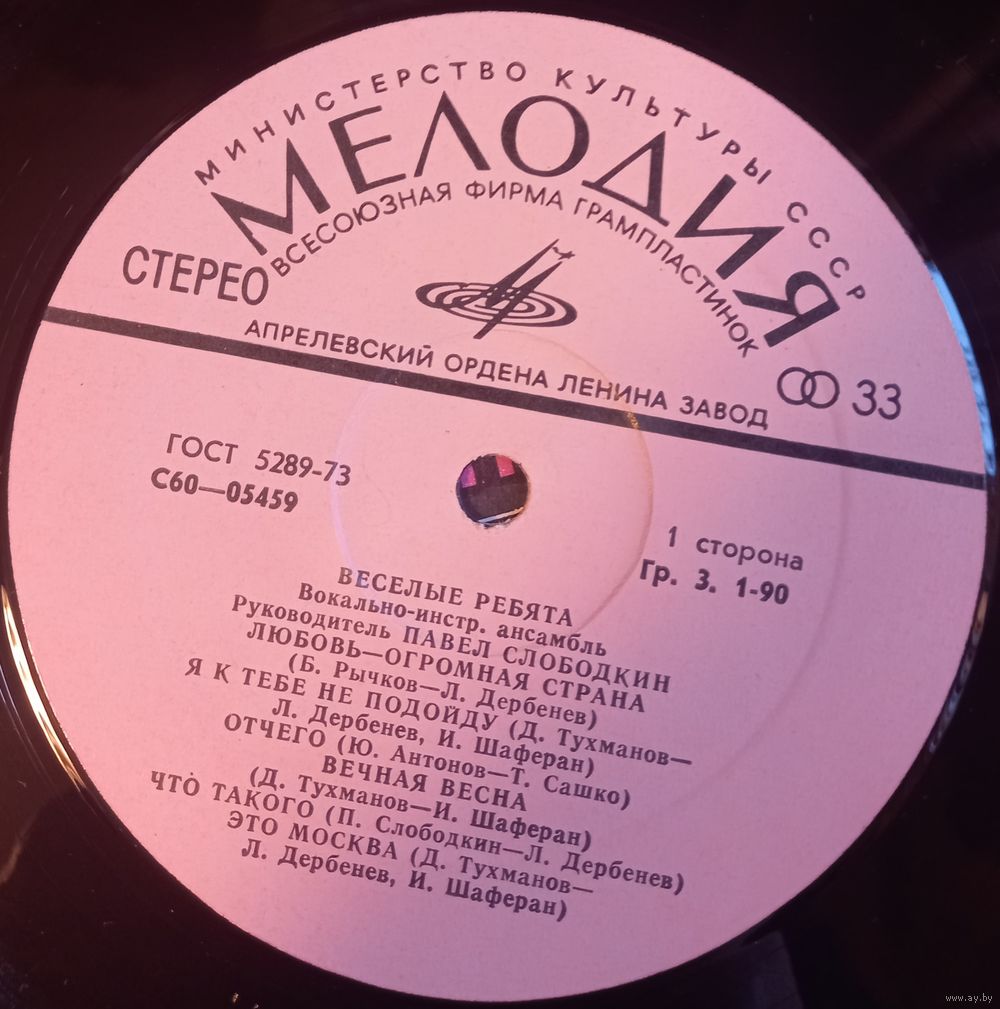 МИНИСТЕРСТВО КУЛЬТУРЫ СССР
МЕЛОДИЯ
ВСЕСОЮЗНАЯ ФИРМА ГРАМПЛАСТИНОК
СТЕРЕО
АПРЕЛЕВСКИЙ ОРДЕНА ЛЕНИНА ЗАВОД
33
ГОСТ 5289-73
С60—05459
1 сторона
Гр. 3. 1-90
ВЕСЕЛЫЕ РЕБЯТА
Вокально-инстр. ансамбль
Руководитель ПАВЕЛ СЛОБОДКИН
ЛЮБОВЬ—ОГРОМНАЯ СТРАНА
(Б. Рычков—Л. Дербенев)
Я К ТЕБЕ НЕ ПОДОЙДУ (Д. Тухманов—
Л. Дербенев, И. Шаферан)
ОТЧЕГО (Ю. Антонов—Т. Сашко)
ВЕЧНАЯ ВЕСНА
(Д. Тухманов—И. Шаферан)
ЧТО ТАКОГО (П. Слободкин—Л. Дербенев)
ЭТО МОСКВА (Д. Тухманов—
Л. Дербенев, И. Шаферан)
www.ay.by